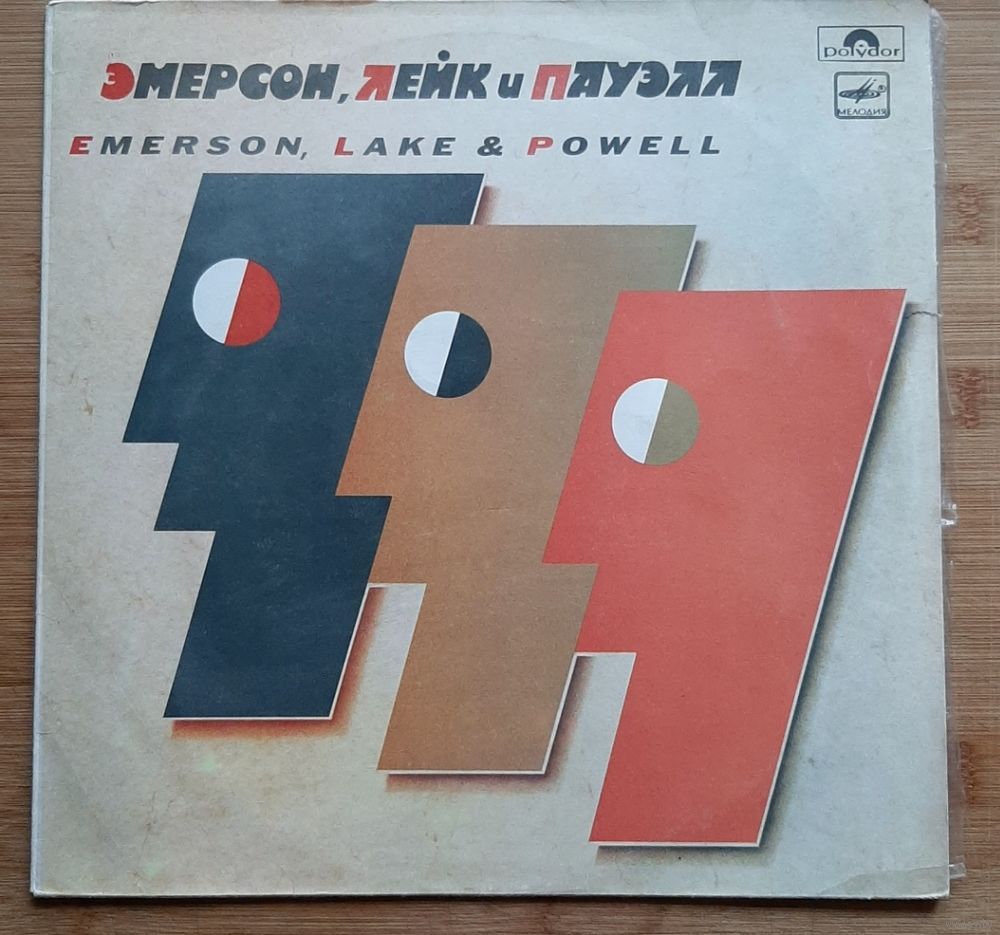 ЭМЕРСОН, ЛЕЙК и ПАУЭЛЛ
polydor
МЕЛОДИЯ
EMERSON, LAKE & POWELL